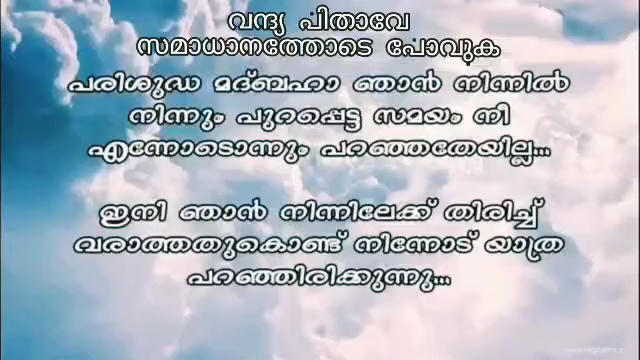 വന്ദ്യ പിതാവേ
സമാധാനത്തോടെ പോവുക
പരിശുദ്ധ മദ്ബഹാ ഞാൻ നിന്നിൽ
നിന്നും പുറപ്പെട്ട സമയം നീ
എന്നോടൊന്നും പറഞ്ഞതേയില്ല...
ഇനി ഞാൻ നിന്നിലേക്ക് തിരിച്ച്
വരാത്തതുകൊണ്ട് നിന്നോട് യാത്ര
പറഞ്ഞിരിക്കുന്നു...